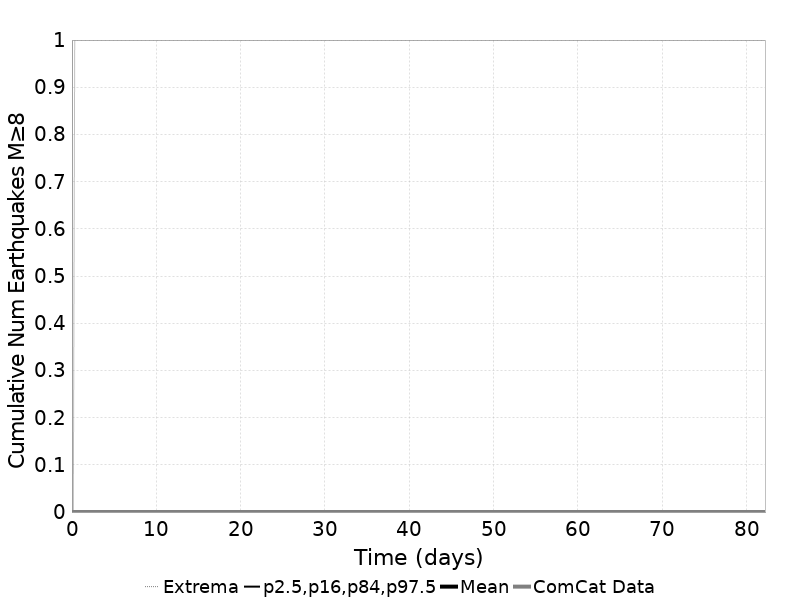 Cumulative Num Earthquakes M≥8
1
0.9
0.8
0.7
0.6
0.5
0.4
0.3
0.2
0.1
0
0 10 20 30 40 50 60 70 80
Time (days)
Extrema p2.5,p16,p84,p97.5 Mean ComCat Data